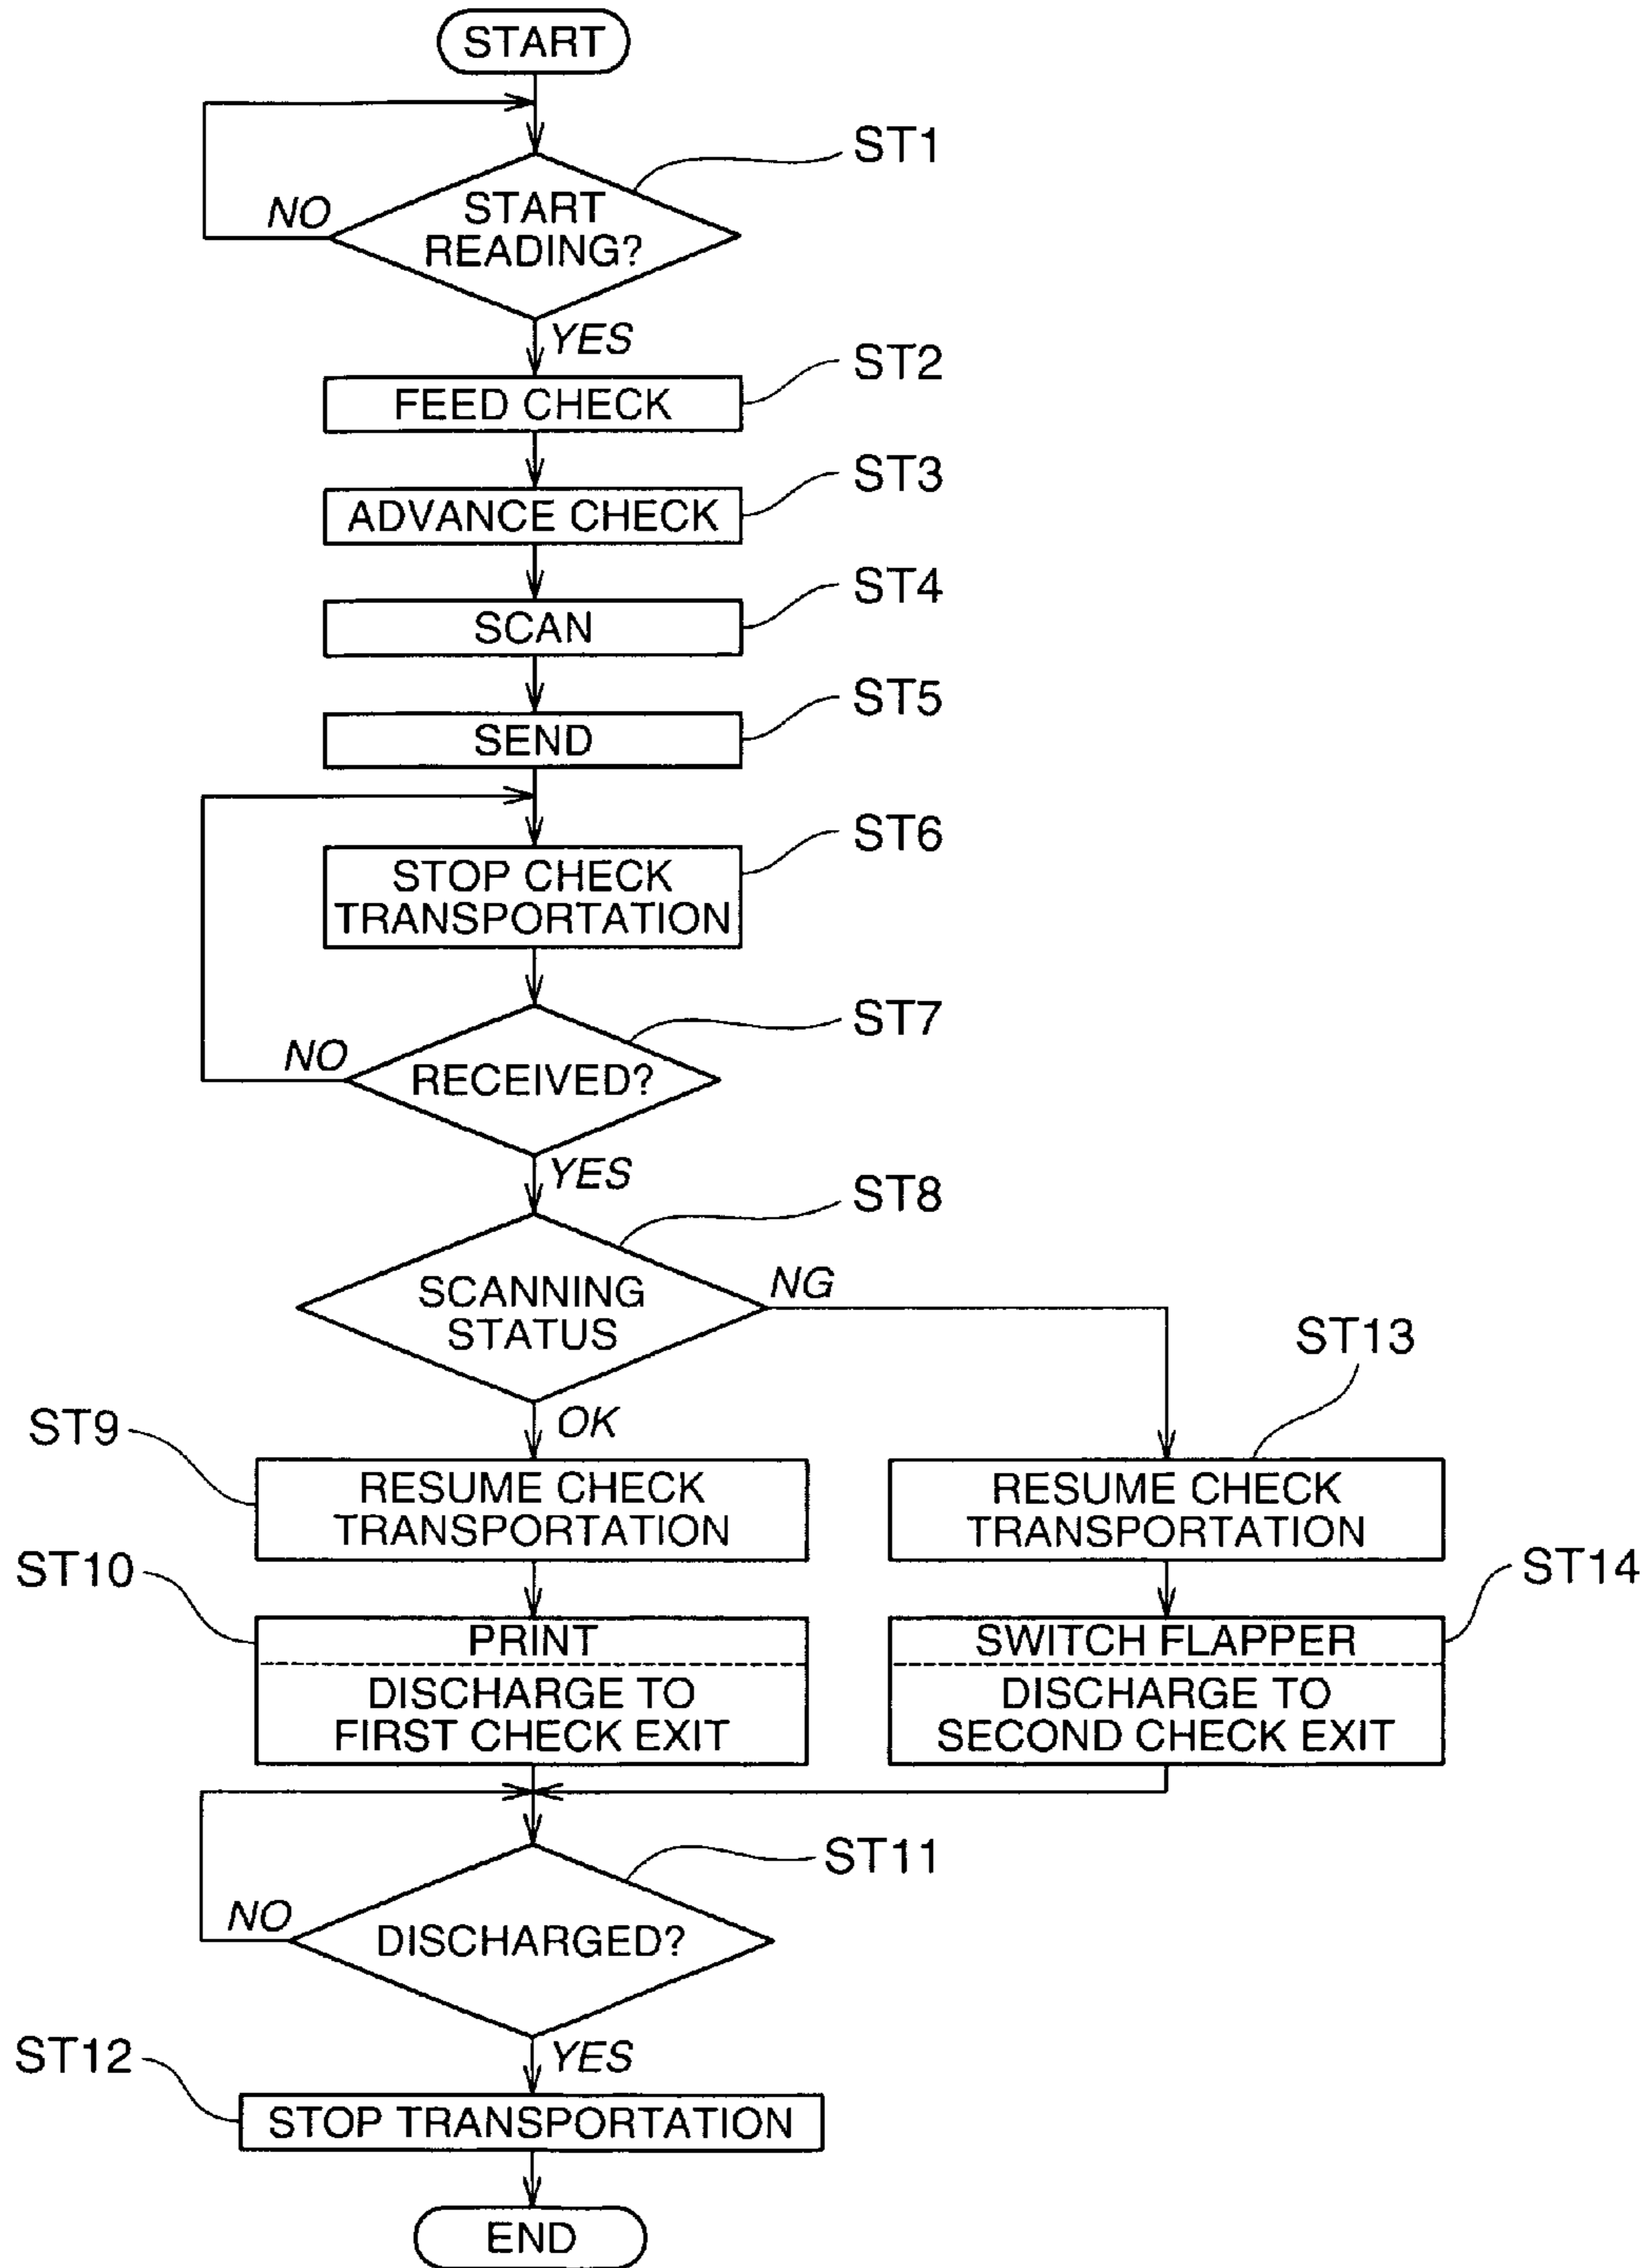 START
ST1
NO
START
READING?
YES
ST2
FEED CHECK
ST3
ADVANCE CHECK
ST4
SCAN
ST5
SEND
ST6
STOP CHECK
TRANSPORTATION
ST7
NO
RECEIVED?
YES
ST8
NG
SCANNING
STATUS
ST13
OK
ST9
RESUME CHECK
TRANSPORTATION
RESUME CHECK
TRANSPORTATION
ST10
ST14
PRINT
DISCHARGE TO
FIRST CHECK EXIT
SWITCH FLAPPER
DISCHARGE TO
SECOND CHECK EXIT
ST11
NO
DISCHARGED?
YES
ST12
STOP TRANSPORTATION
END